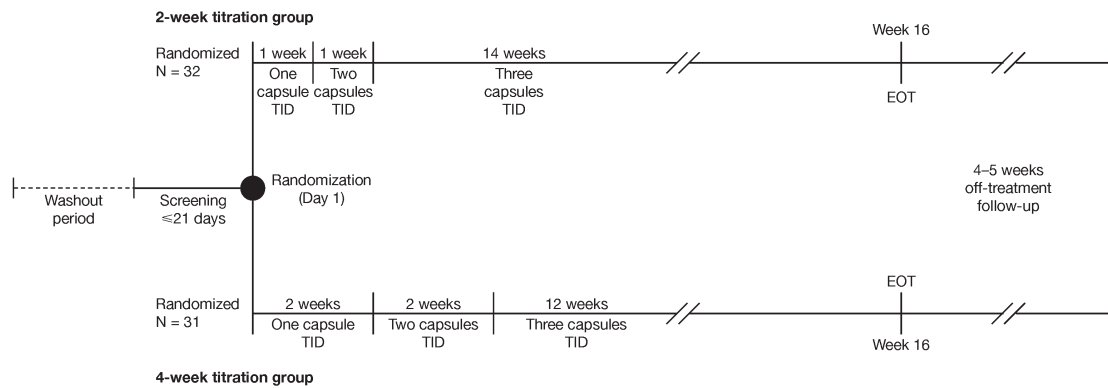 2-week titration group
Randomized
N = 32
1 week
1 week
14 weeks
One
capsule
TID
Two
capsules
TID
Three
capsules
TID
Week 16
EOT
Washout
period
Screening
≤21 days
Randomization
(Day 1)
4–5 weeks
off-treatment
follow-up
Randomized
N = 31
2 weeks
2 weeks
12 weeks
One capsule
TID
Two capsules
TID
Three capsules
TID
EOT
Week 16
4-week titration group